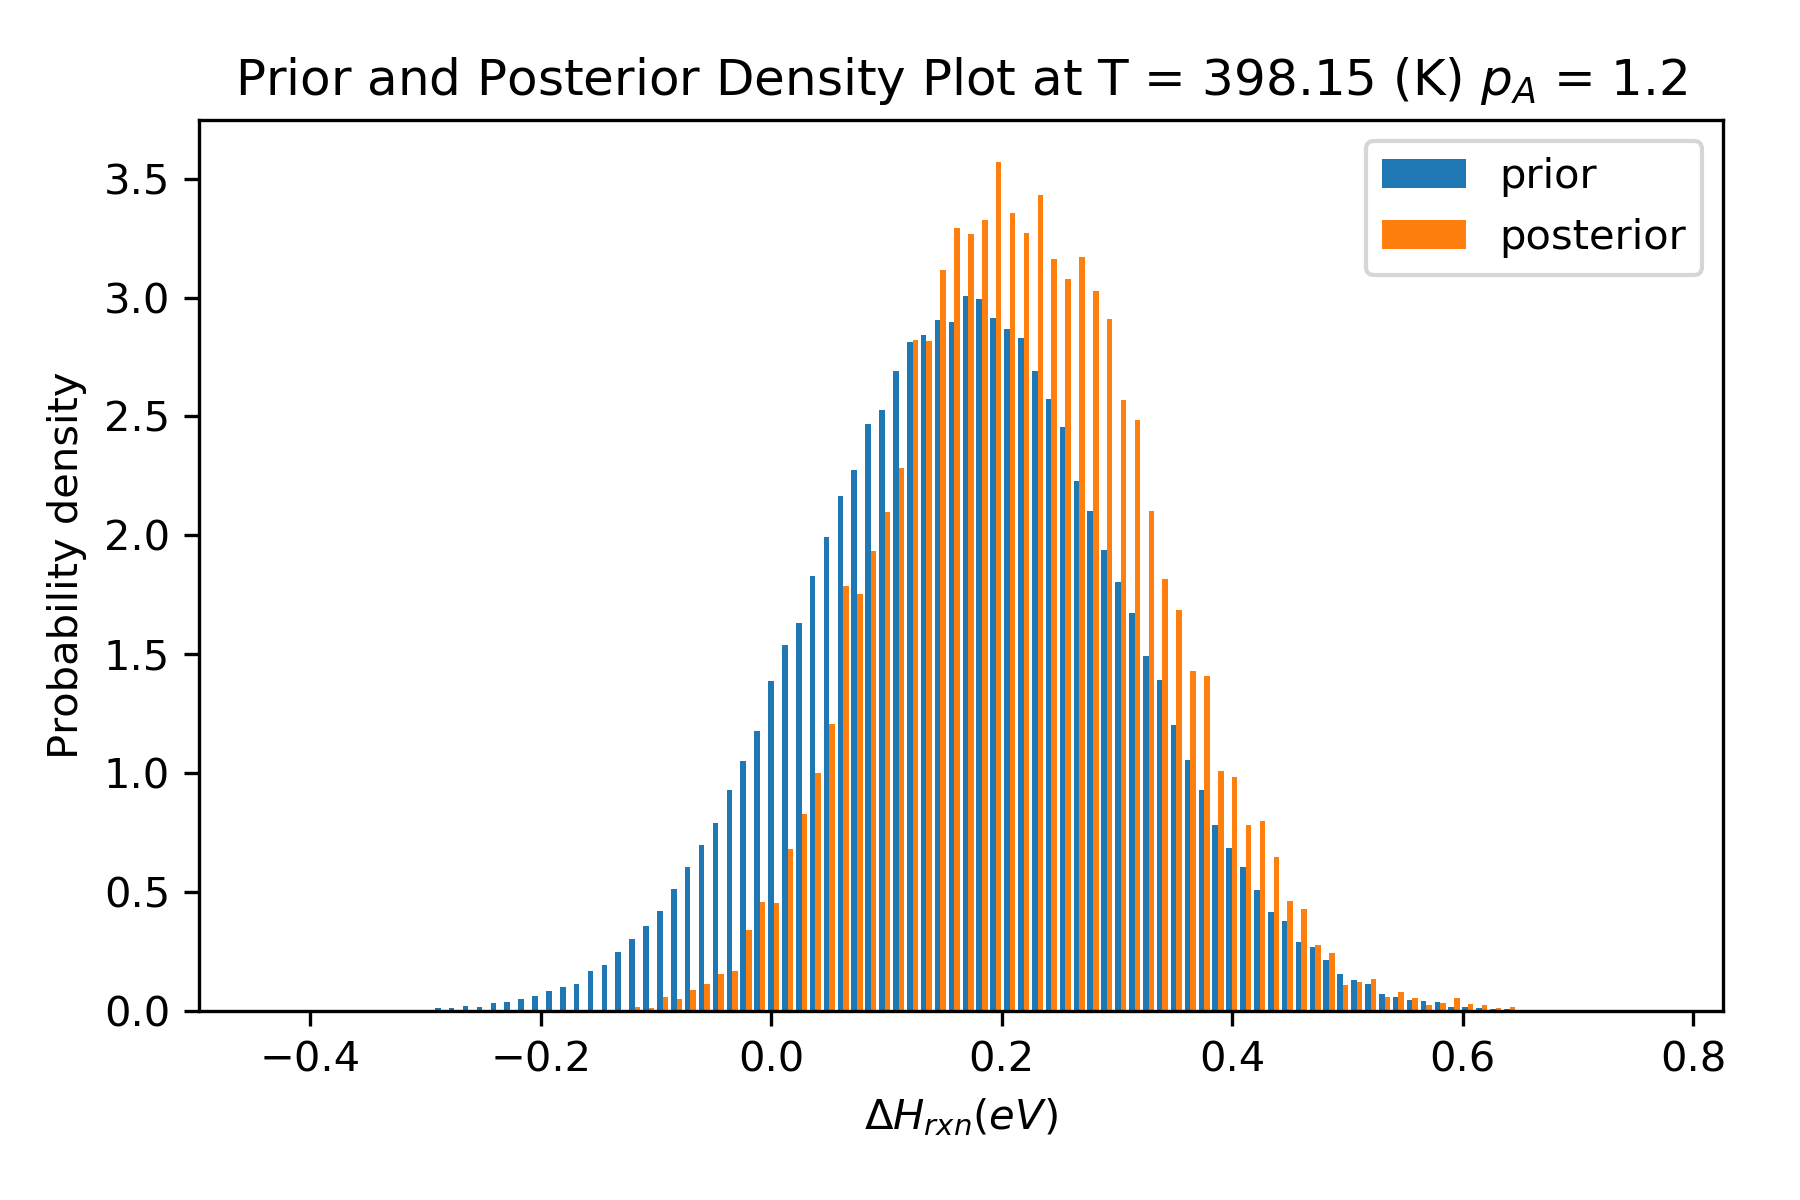 Prior and Posterior Density Plot at T = 398.15 (K) p_A = 1.2
prior
posterior
Probability density
3.5
3.0
2.5
2.0
1.5
1.0
0.5
0.0
−0.4 −0.2 0.0 0.2 0.4 0.6 0.8
ΔH_rxn(eV)